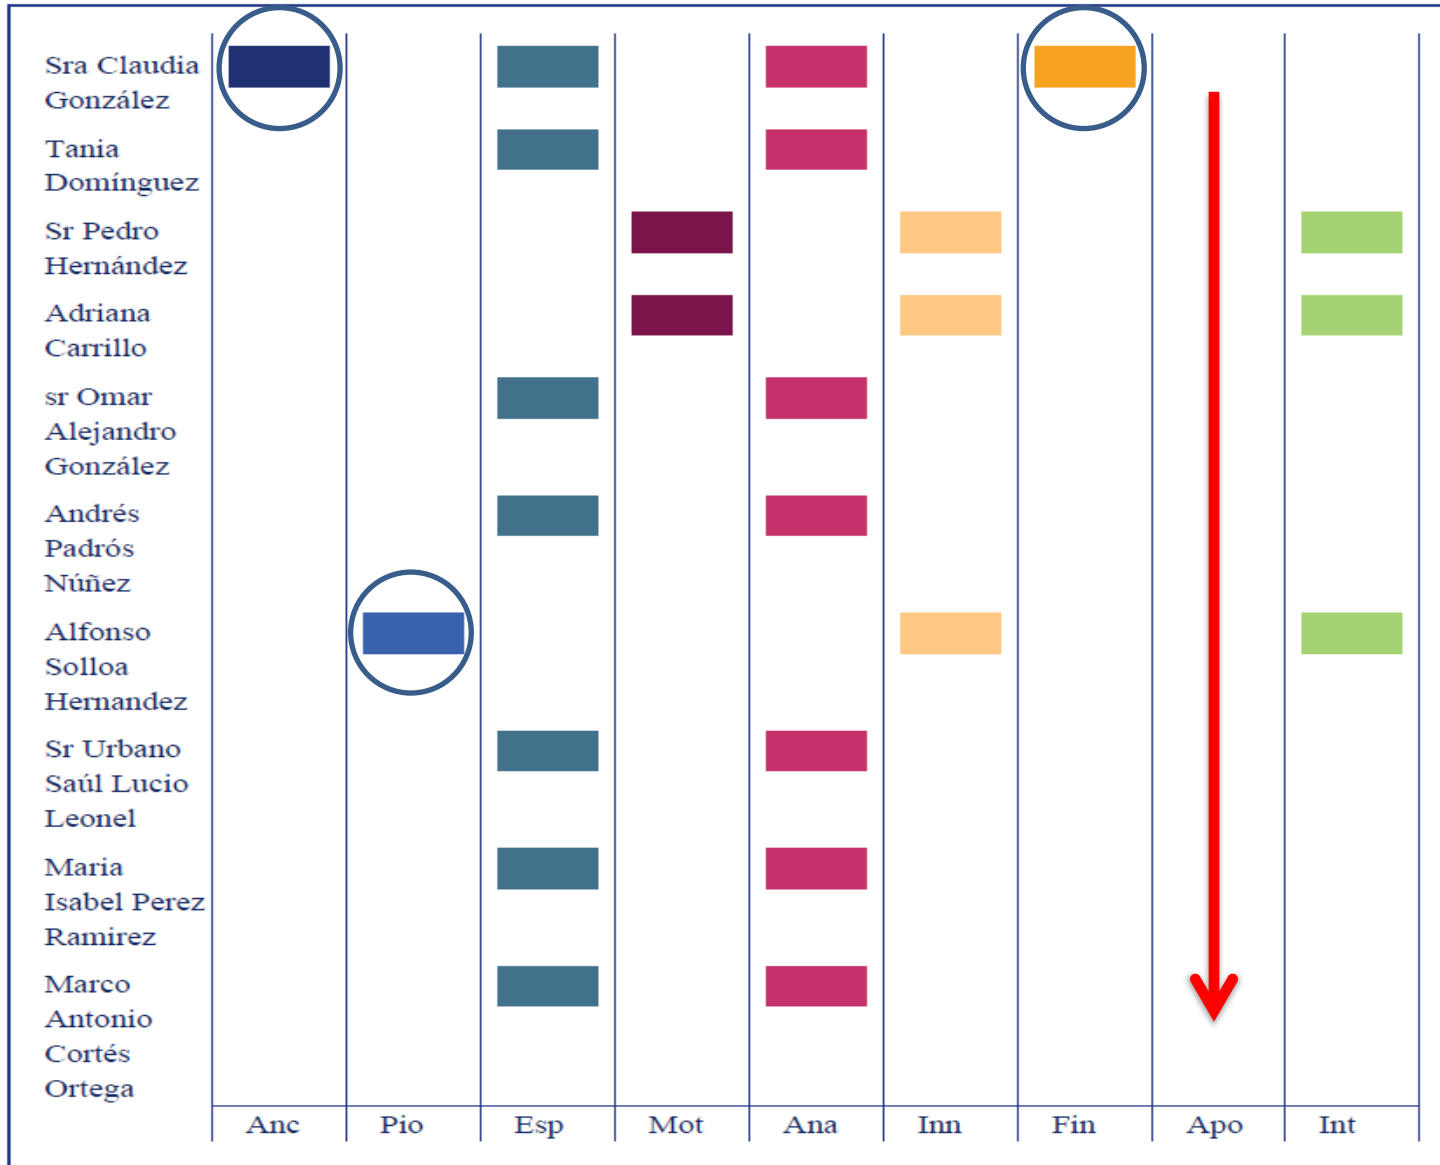 Sra Claudia
González
Tania
Domínguez
Sr Pedro
Hernández
Adriana
Carrillo
sr Omar
Alejandro
González
Andrés
Padrós
Núñez
Alfonso
Solloa
Hernandez
Sr Urbano
Saúl Lucio
Leonel
Maria
Isabel Perez
Ramirez
Marco
Antonio
Cortés
Ortega
Anc Pio Esp Mot Ana Inn Fin Apo Int